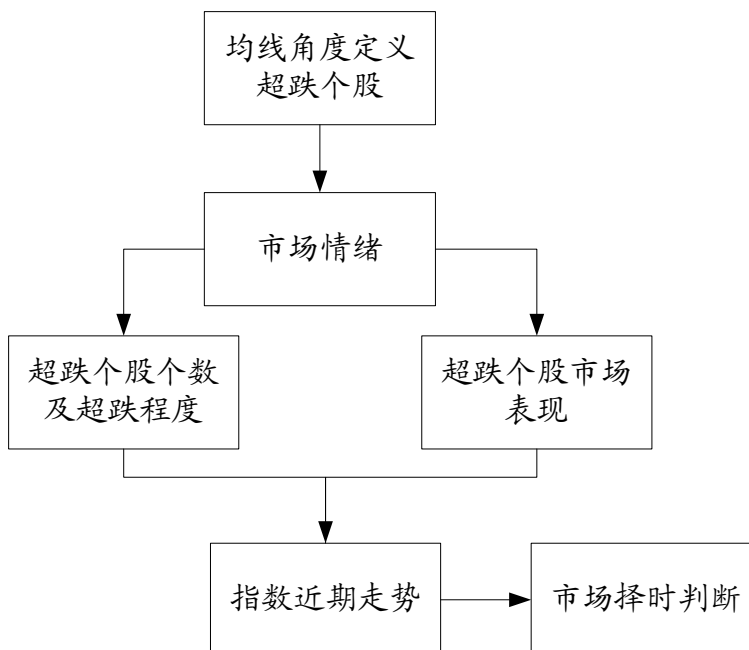 均线角度定义
超跌个股
市场情绪
超跌个股个数
及超跌程度
超跌个股市场
表现
指数近期走势
市场择时判断